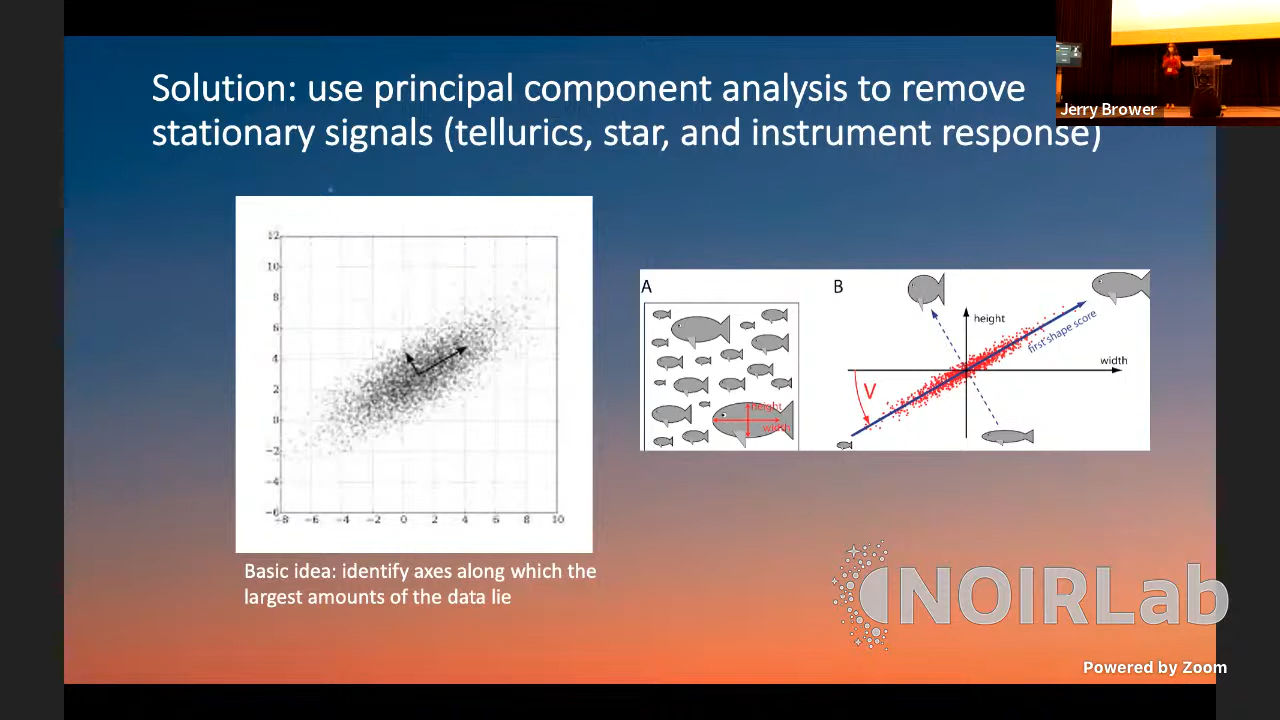 Solution: use principal component analysis to remove
stationary signals (tellurics, star, and instrument response)
Jerry Brower
12
10
8
6
4
2
0
−2
−4
−6
−8 −6 −4 −2 0 2 4 6 8 10
Basic idea: identify axes along which the
largest amounts of the data lie
A
height
width
B
height
first shape score
width
V
NOIRLab
Powered by Zoom